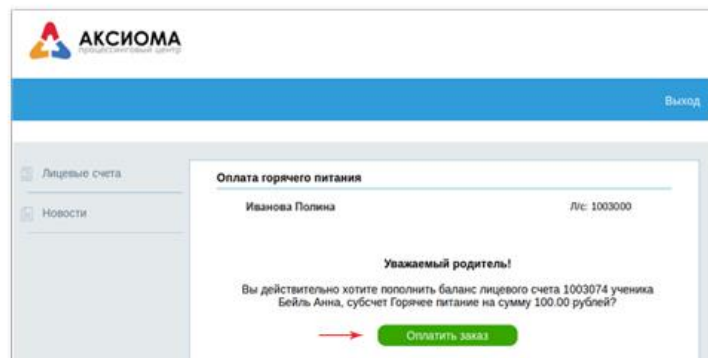 АКСИОМА
процессинговый центр
Выход
Лицевые счета
Оплата горячего питания
Новости
Иванова Полина Л/с: 1003000
Уважаемый родитель!
Вы действительно хотите пополнить баланс лицевого счета 1003074 ученика
Бейль Анна, субсчет Горячее питание на сумму 100.00 рублей?
Оплатить заказ